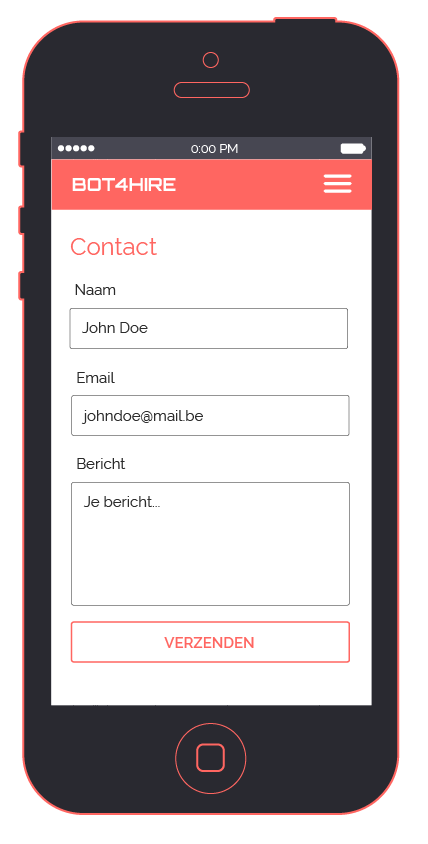 0:00 PM
BOT4HIRE
Contact
Naam
John Doe
Email
johndoe@mail.be
Bericht
Je bericht...
VERZENDEN